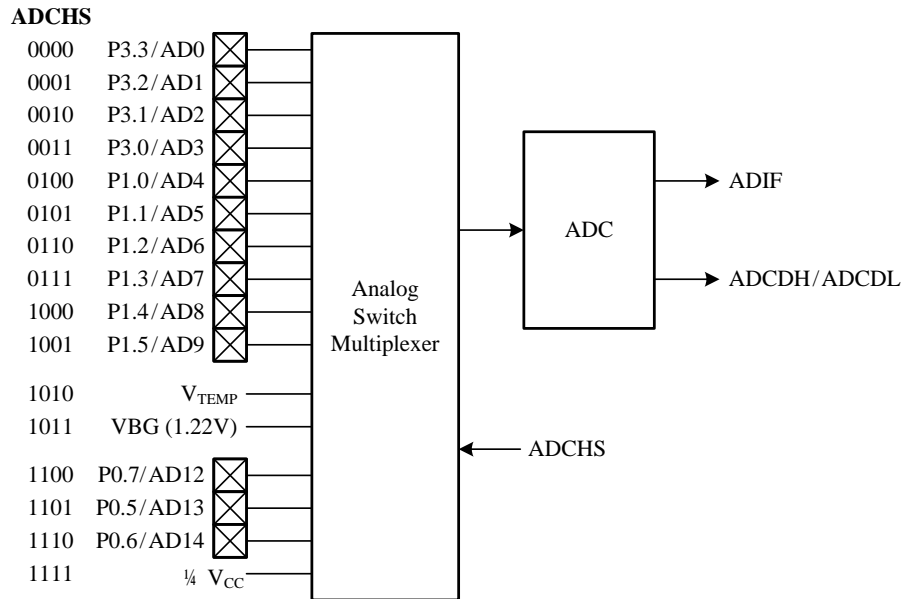 ADCHS
0000 P3.3/AD0
0001 P3.2/AD1
0010 P3.1/AD2
0011 P3.0/AD3
0100 P1.0/AD4
0101 P1.1/AD5
0110 P1.2/AD6
0111 P1.3/AD7
1000 P1.4/AD8
1001 P1.5/AD9
1010 VTEMP
1011 VBG (1.22V)
1100 P0.7/AD12
1101 P0.5/AD13
1110 P0.6/AD14
1111 ¼ VCC
Analog
Switch
Multiplexer
ADC
ADIF
ADCDH/ADCDL
ADCHS